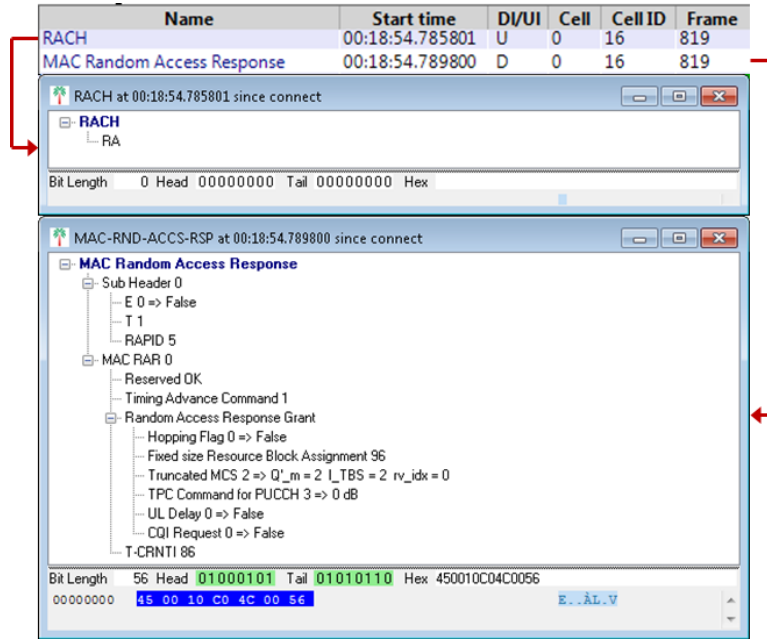 Name Start time Dl/Ul Cell Cell ID Frame
RACH 00:18:54.785801 U 0 16 819
MAC Random Access Response 00:18:54.789800 D 0 16 819
RACH at 00:18:54.785801 since connect
RACH
RA
Bit Length 0 Head 00000000 Tail 00000000 Hex
MAC-RND-ACCS-RSP at 00:18:54.789800 since connect
MAC Random Access Response
Sub Header 0
E 0 => False
T 1
RAPID 5
MAC RAR 0
Reserved OK
Timing Advance Command 1
Random Access Response Grant
Hopping Flag 0 => False
Fixed size Resource Block Assignment 96
Truncated MCS 2 => Q'_m = 2 I_TBS = 2 rv_idx = 0
TPC Command for PUCCH 3 => 0 dB
UL Delay 0 => False
CQI Request 0 => False
T-CRNTI 86
Bit Length 56 Head 01000101 Tail 01010110 Hex 450010C04C0056
00000000 45 00 10 C0 4C 00 56 E..ÀL.V